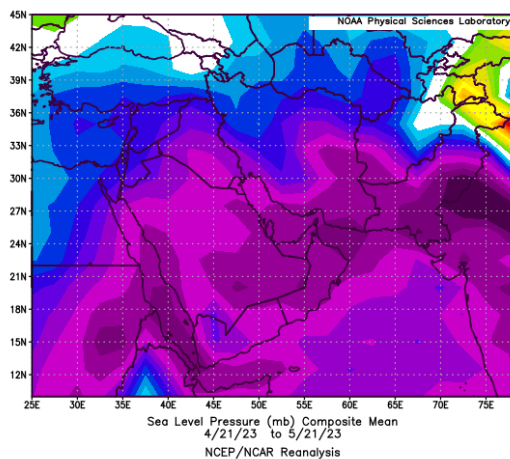 NOAA Physical Sciences Laboratory
45N
42N
39N
36N
33N
30N
27N
24N
21N
18N
15N
12N
25E 30E 35E 40E 45E 50E 55E 60E 65E 70E 75E
Sea Level Pressure (mb) Composite Mean
4/21/23 to 5/21/23
NCEP/NCAR Reanalysis